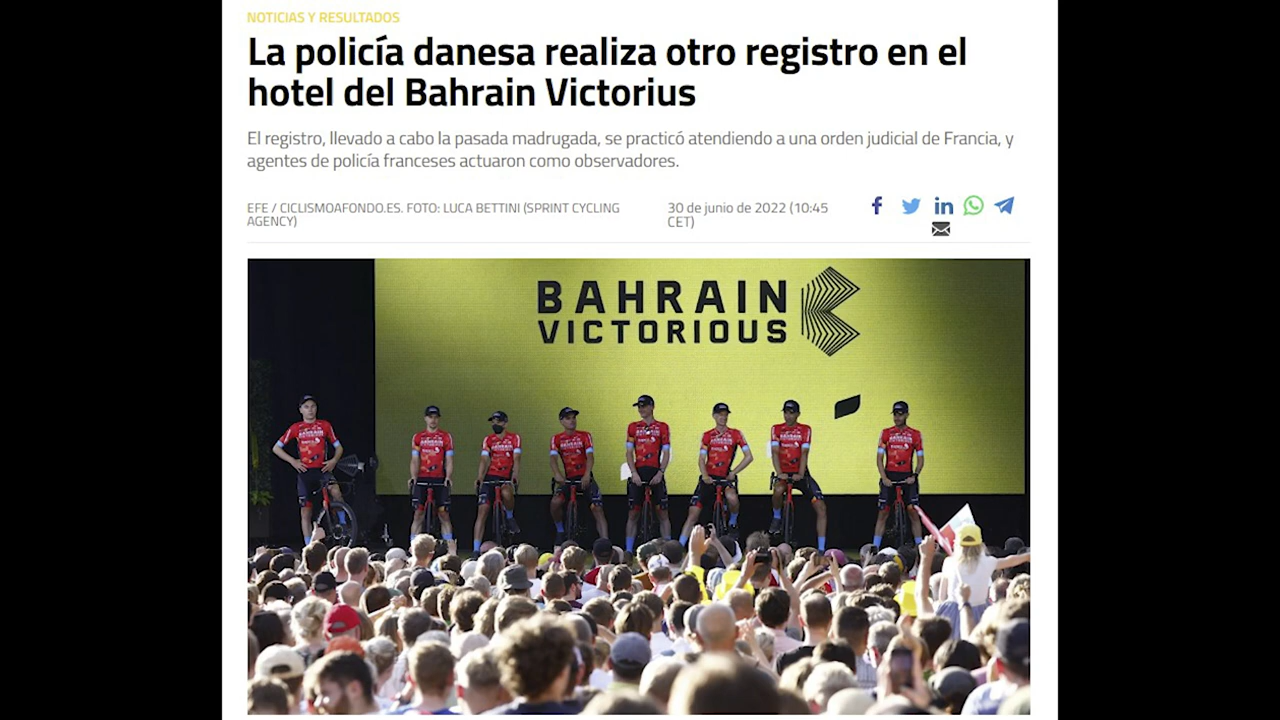 NOTICIAS Y RESULTADOS
La policía danesa realiza otro registro en el
hotel del Bahrain Victorius
El registro, llevado a cabo la pasada madrugada, se practicó atendiendo a una orden judicial de Francia, y
agentes de policía franceses actuaron como observadores.
EFE / CICLISMOAFONDO.ES. FOTO: LUCA BETTINI (SPRINT CYCLING
AGENCY)
30 de junio de 2022 (10:45
CET)
BAHRAIN
VICTORIOUS